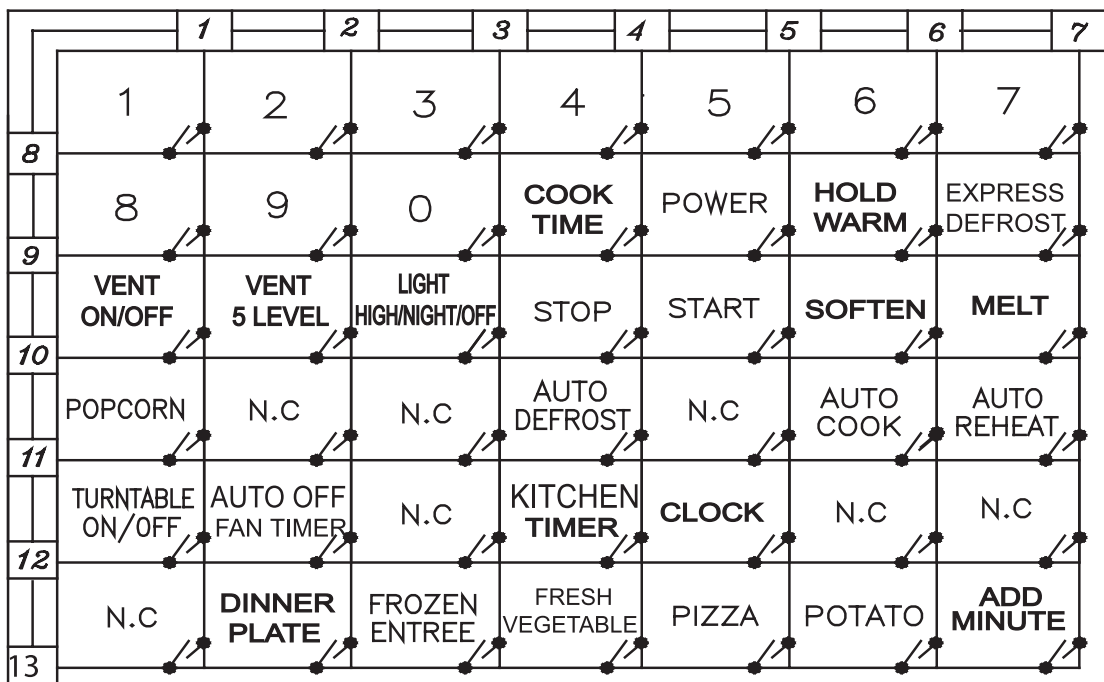 1 2 3 4 5 6 7
1 2 3 4 5 6 7
8
8 9 0 COOK TIME POWER HOLD WARM EXPRESS DEFROST
9
VENT ON/OFF VENT 5 LEVEL LIGHT HIGH/NIGHT/OFF STOP START SOFTEN MELT
10
POPCORN N.C N.C AUTO DEFROST N.C AUTO COOK AUTO REHEAT
11
TURNTABLE ON/OFF AUTO OFF FAN TIMER N.C KITCHEN TIMER CLOCK N.C N.C
12
N.C DINNER PLATE FROZEN ENTREE FRESH VEGETABLE PIZZA POTATO ADD MINUTE
13